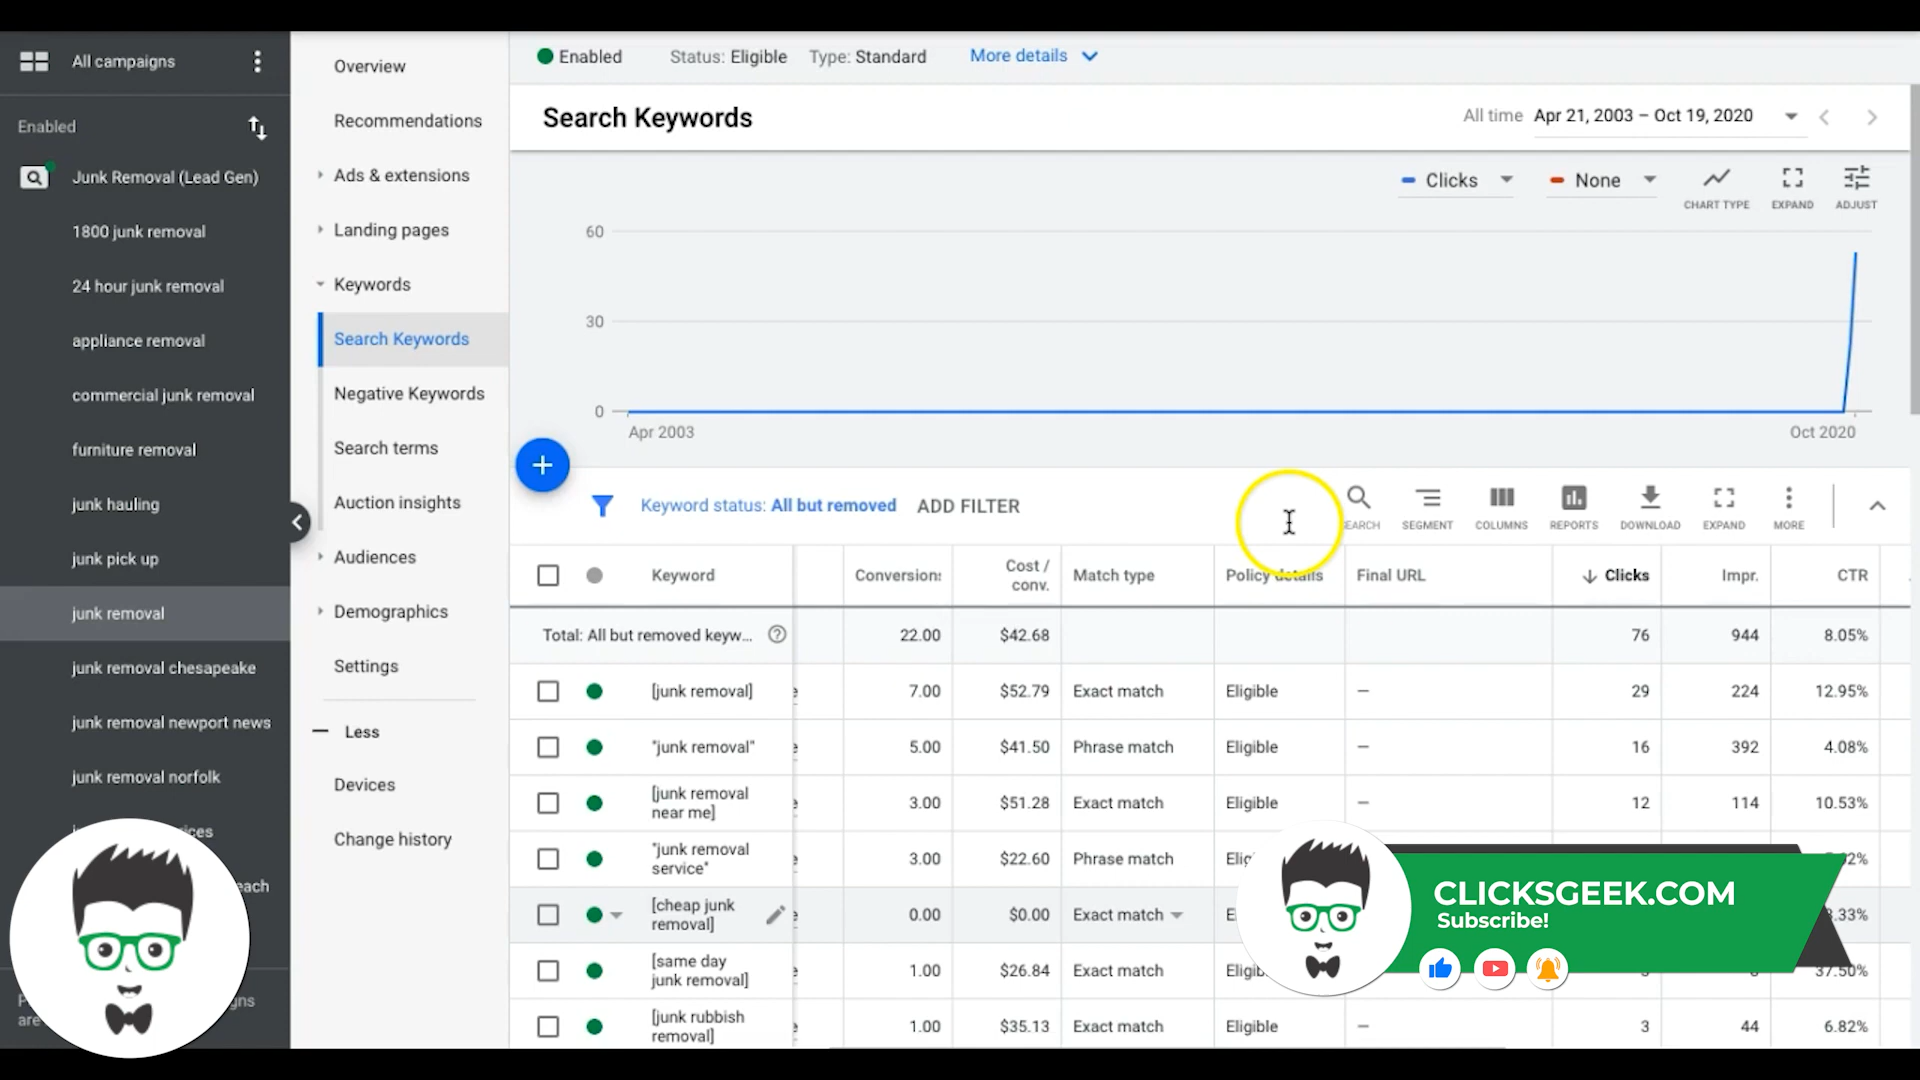 All campaigns
Enabled
Junk Removal (Lead Gen)
1800 junk removal
24 hour junk removal
appliance removal
commercial junk removal
furniture removal
junk hauling
junk pick up
junk removal
junk removal chesapeake
junk removal newport news
junk removal norfolk
Overview
Recommendations
Ads & extensions
Landing pages
Keywords
Search Keywords
Negative Keywords
Search terms
Auction insights
Audiences
Demographics
Settings
Less
Devices
Change history
Enabled Status: Eligible Type: Standard More details
Search Keywords
All time Apr 21, 2003 – Oct 19, 2020
Clicks None
CHART TYPE EXPAND ADJUST
60
30
0
Apr 2003 Oct 2020
Keyword status: All but removed ADD FILTER
SEGMENT COLUMNS REPORTS DOWNLOAD EXPAND MORE
Keyword Conversions Cost / conv. Match type Policy details Final URL Clicks Impr. CTR
Total: All but removed keyw... 22.00 $42.68 76 944 8.05%
[junk removal] 7.00 $52.79 Exact match Eligible — 29 224 12.95%
"junk removal" 5.00 $41.50 Phrase match Eligible — 16 392 4.08%
[junk removal near me] 3.00 $51.28 Exact match Eligible — 12 114 10.53%
"junk removal service" 3.00 $22.60 Phrase match
[cheap junk removal] 0.00 $0.00 Exact match
[same day junk removal] 1.00 $26.84 Exact match 37.50%
[junk rubbish removal] 1.00 $35.13 Exact match Eligible — 3 44 6.82%
CLICKSGEEK.COM
Subscribe!